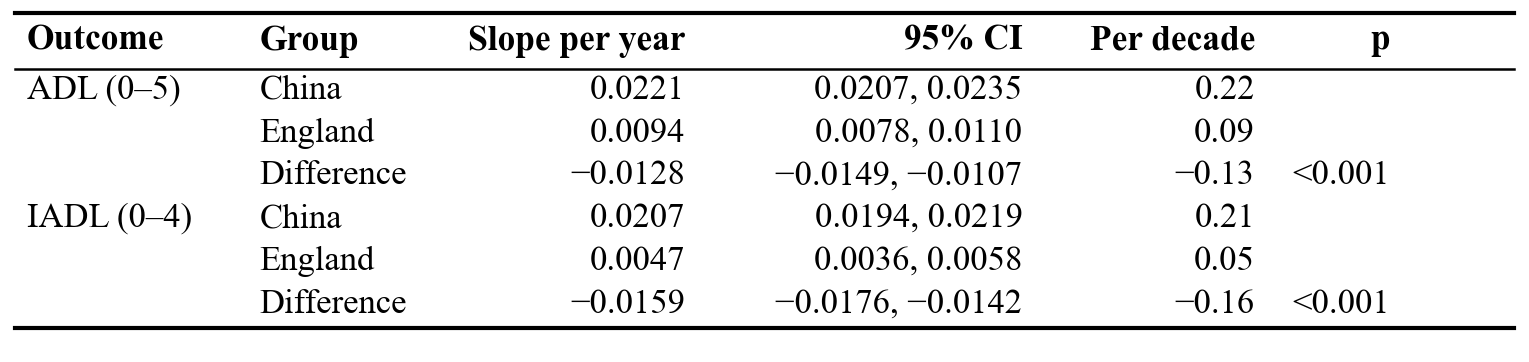 Outcome Group Slope per year 95% CI Per decade p
ADL (0–5) China 0.0221 0.0207, 0.0235 0.22
England 0.0094 0.0078, 0.0110 0.09
Difference −0.0128 −0.0149, −0.0107 −0.13 <0.001
IADL (0–4) China 0.0207 0.0194, 0.0219 0.21
England 0.0047 0.0036, 0.0058 0.05
Difference −0.0159 −0.0176, −0.0142 −0.16 <0.001